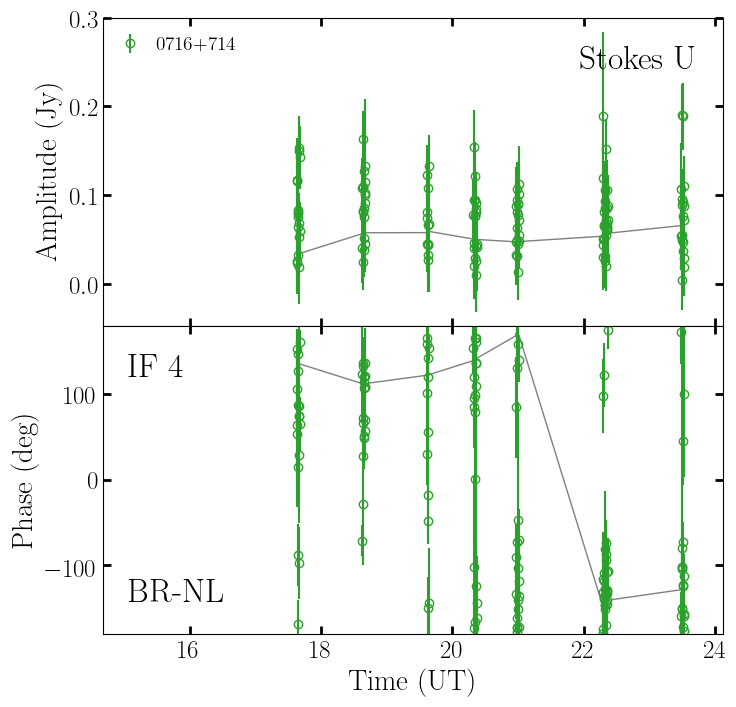 0716+714
Stokes U
0.3
0.2
0.1
0.0
Amplitude (Jy)
IF 4
100
0
−100
Phase (deg)
BR-NL
16 18 20 22 24
Time (UT)